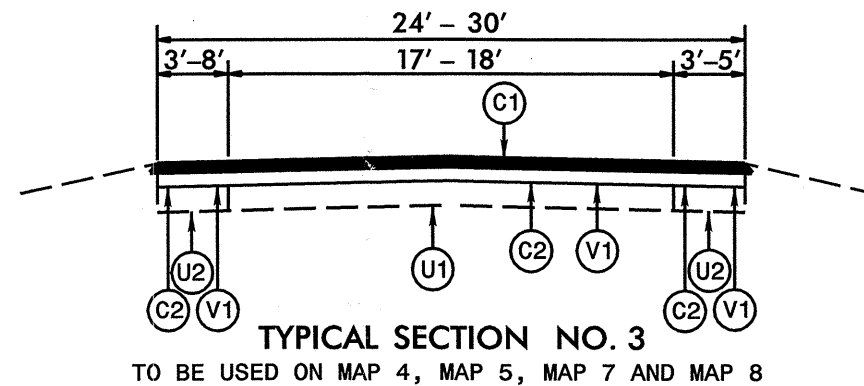 24' – 30'
3'–8' 17' – 18' 3'–5'
C1
C2 V1
U2 U1 U2
C2 V1 C2 V1
TYPICAL SECTION NO. 3
TO BE USED ON MAP 4, MAP 5, MAP 7 AND MAP 8